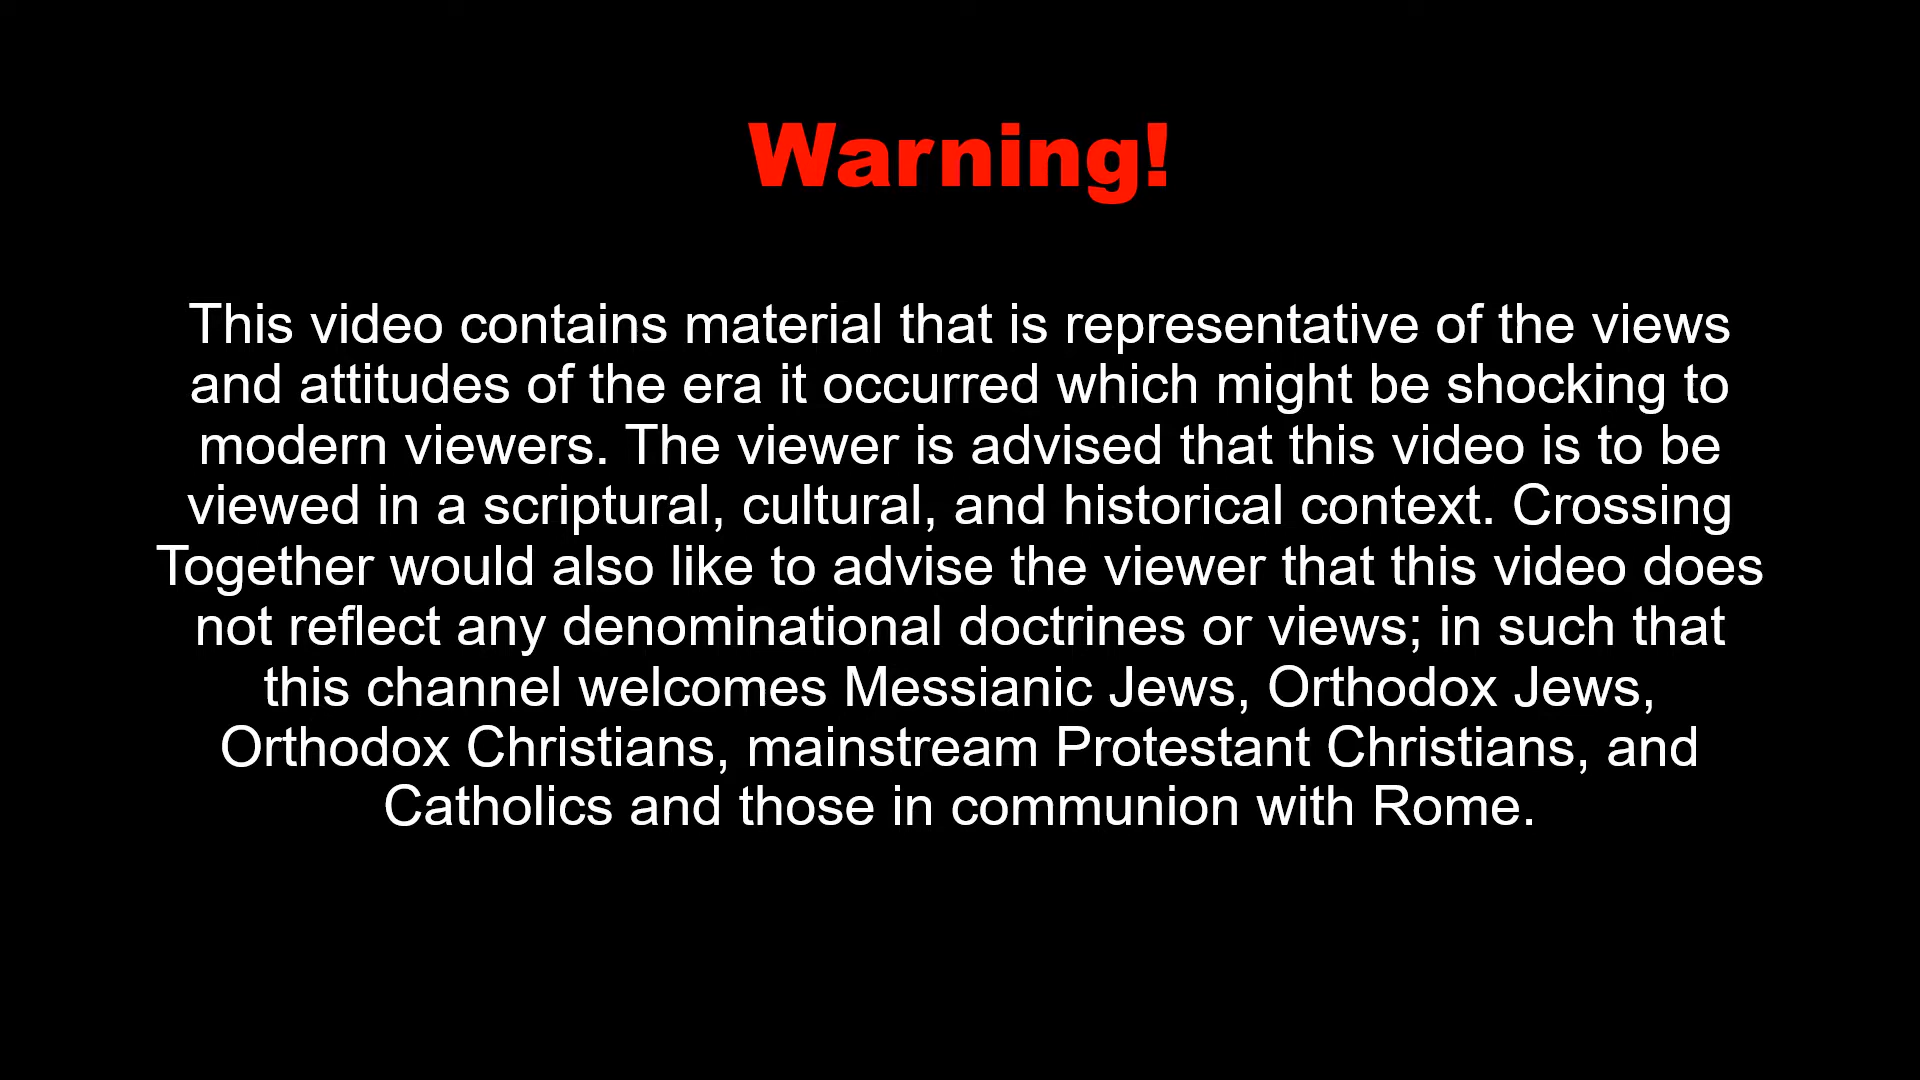 Warning!
This video contains material that is representative of the views
and attitudes of the era it occurred which might be shocking to
modern viewers. The viewer is advised that this video is to be
viewed in a scriptural, cultural, and historical context. Crossing
Together would also like to advise the viewer that this video does
not reflect any denominational doctrines or views; in such that
this channel welcomes Messianic Jews, Orthodox Jews,
Orthodox Christians, mainstream Protestant Christians, and
Catholics and those in communion with Rome.